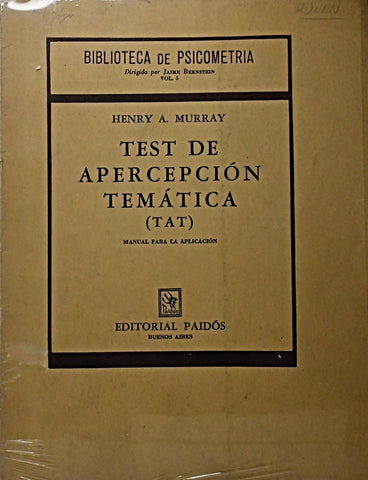 BIBLIOTECA DE PSICOMETRIA
Dirigida por JAIME BERNSTEIN
VOL. 5
HENRY A. MURRAY
TEST DE
APERCEPCIÓN
TEMÁTICA
(TAT)
MANUAL PARA LA APLICACIÓN
EDITORIAL PAIDÓS
BUENOS AIRES